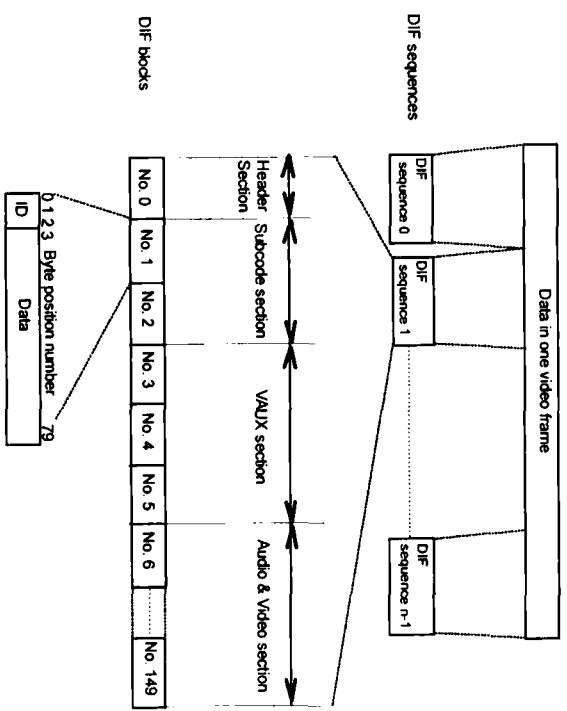 Data in one video frame
DIF sequences
DIF
sequence 0
DIF
sequence 1
DIF
sequence n-1
Header
Section
Subcode section
VAUX section
Audio & Video section
DIF blocks
No. 0
No. 1
No. 2
No. 3
No. 4
No. 5
No. 6
No. 149
0 1 2 3 Byte position number 79
ID
Data